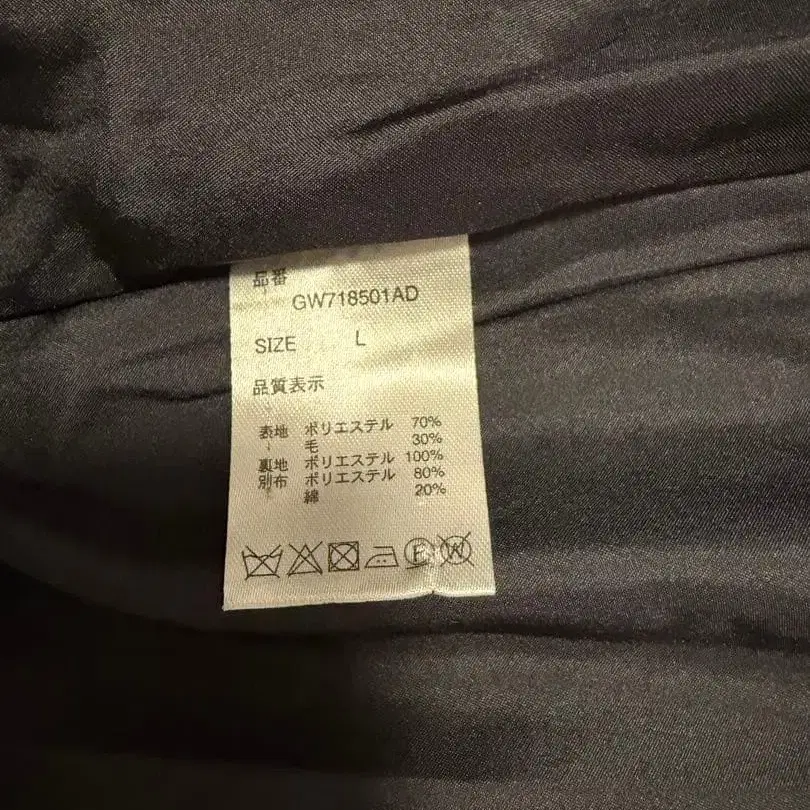 品番
GW718501AD
SIZE L
品質表示
表地 ポリエステル 70%
毛 30%
裏地 ポリエステル 100%
別布 ポリエステル 80%
綿 20%
P W